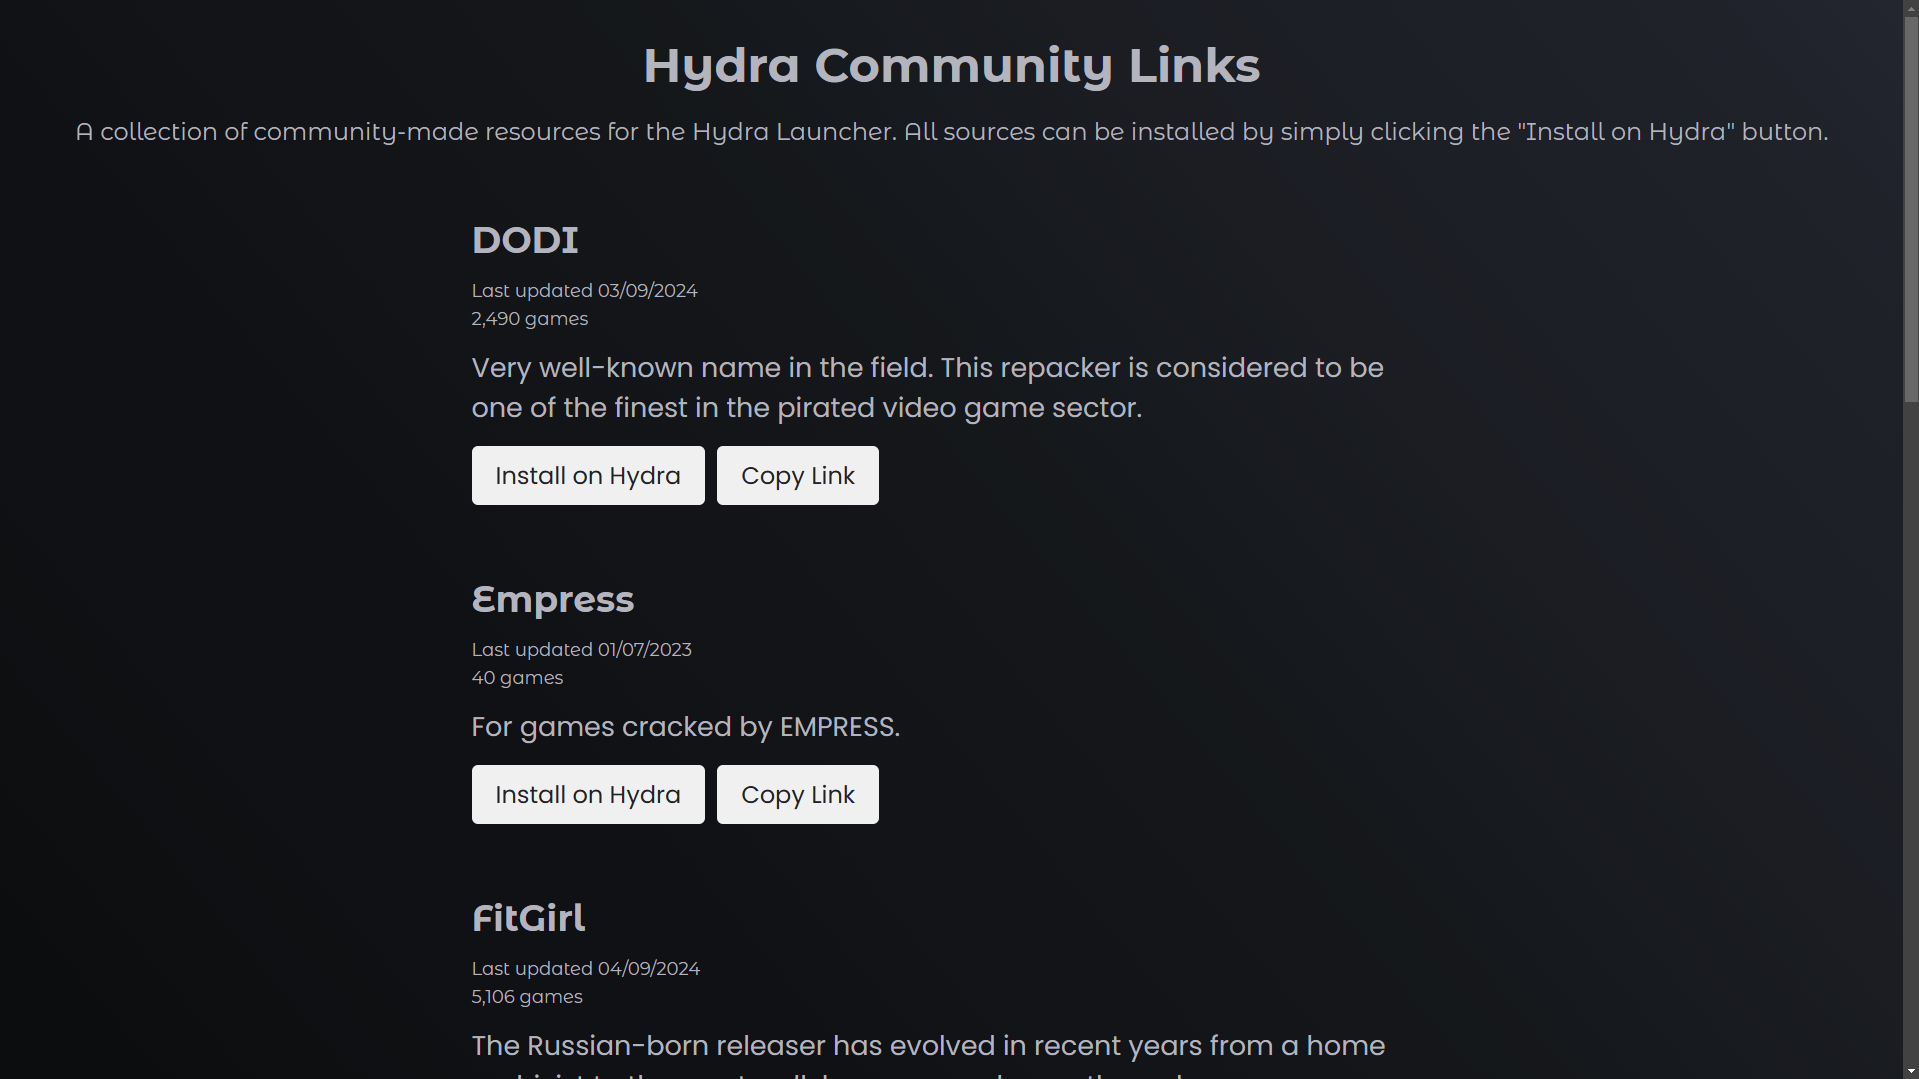 Hydra Community Links
A collection of community-made resources for the Hydra Launcher. All sources can be installed by simply clicking the "Install on Hydra" button.
DODI
Last updated 03/09/2024
2,490 games
Very well-known name in the field. This repacker is considered to be
one of the finest in the pirated video game sector.
Install on Hydra
Copy Link
Empress
Last updated 01/07/2023
40 games
For games cracked by EMPRESS.
Install on Hydra
Copy Link
FitGirl
Last updated 04/09/2024
5,106 games
The Russian-born releaser has evolved in recent years from a home